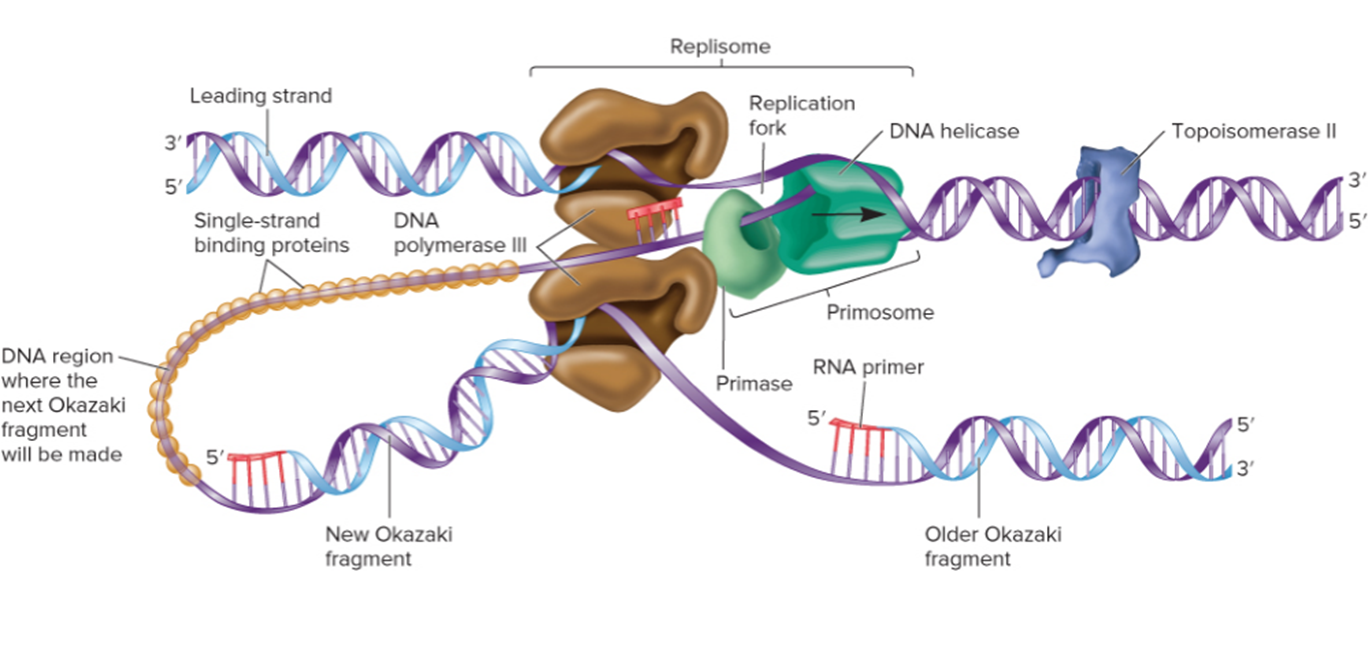 Replisome
Leading strand
Replication
fork
DNA helicase
Topoisomerase II
3′
5′
3′
5′
Single-strand
binding proteins
DNA
polymerase III
Primosome
DNA region
where the
next Okazaki
fragment
will be made
Primase
RNA primer
5′
5′
5′
3′
New Okazaki
fragment
Older Okazaki
fragment